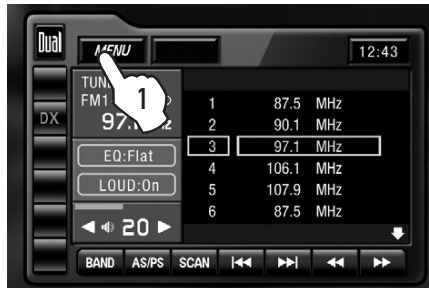 Dual
MENU
12:43
TUN
FM1
DX
97.
EQ:Flat
LOUD:On
20
1 87.5 MHz
2 90.1 MHz
3 97.1 MHz
4 106.1 MHz
5 107.9 MHz
6 87.5 MHz
1
BAND AS/PS SCAN